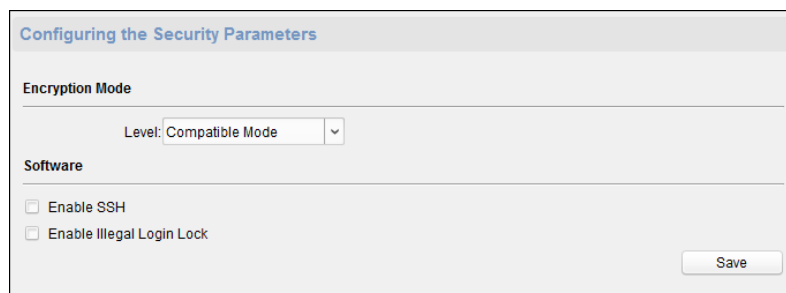 Configuring the Security Parameters
Encryption Mode
Level: Compatible Mode
Software
Enable SSH
Enable Illegal Login Lock
Save